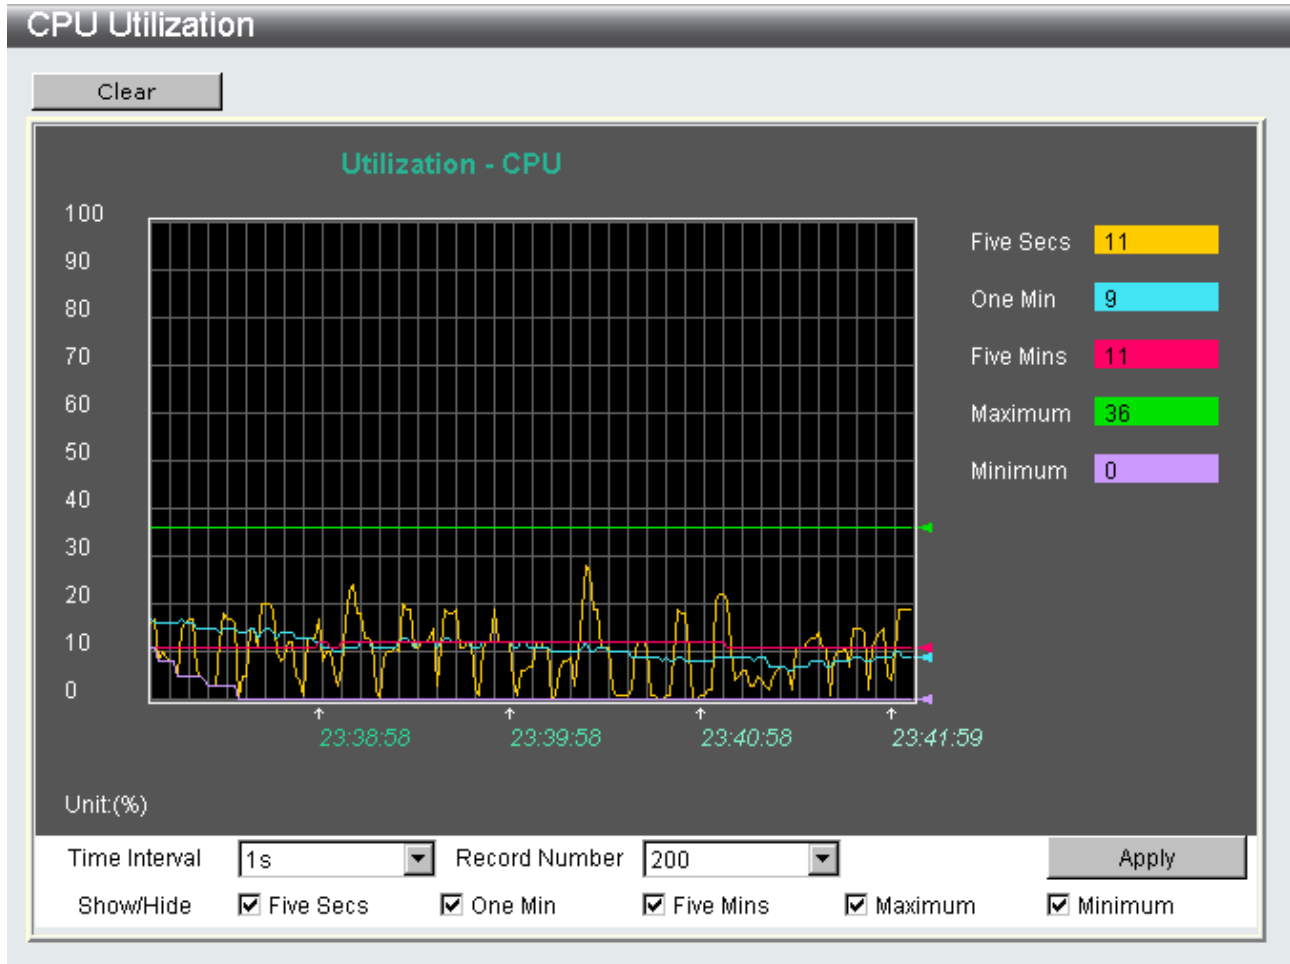 CPU Utilization
Clear
Utilization - CPU
100
90
80
70
60
50
40
30
20
10
0
Five Secs 11
One Min 9
Five Mins 11
Maximum 36
Minimum 0
23:38:58 23:39:58 23:40:58 23:41:59
Unit:(%)
Time Interval 1s Record Number 200 Apply
Show/Hide Five Secs One Min Five Mins Maximum Minimum